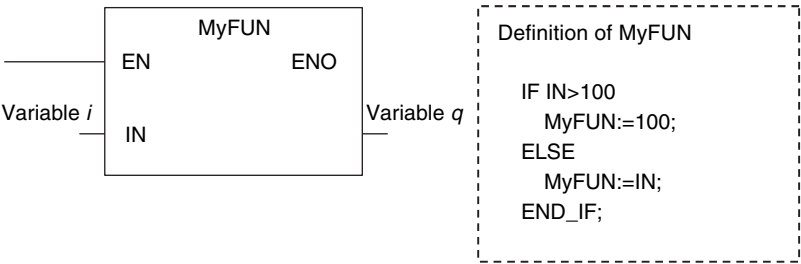 MyFUN
EN ENO
Variable i Variable q
IN
Definition of MyFUN
IF IN>100
MyFUN:=100;
ELSE
MyFUN:=IN;
END_IF;